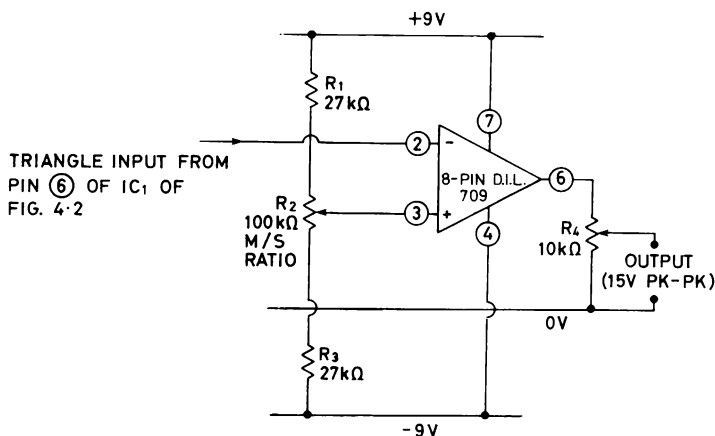 +9V
R1
27kΩ
7
2
-
TRIANGLE INPUT FROM
PIN 6 OF IC1 OF
FIG. 4·2
8-PIN D.I.L.
709
6
R2
100kΩ
M/S
RATIO
3
+
4
R4
10kΩ
OUTPUT
(15V PK-PK)
0V
R3
27kΩ
-9V